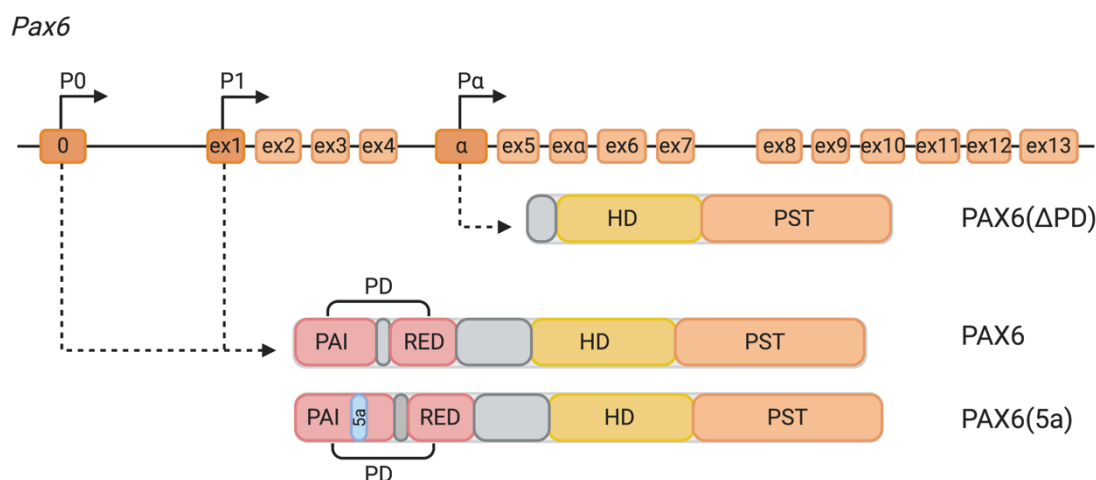 Pax6
P0 P1 Pα
0 ex1 ex2 ex3 ex4 α ex5 exα ex6 ex7 ex8 ex9 ex10 ex11 ex12 ex13
HD PST PAX6(ΔPD)
PD
PAI RED HD PST PAX6
PAI 5a RED HD PST PAX6(5a)
PD